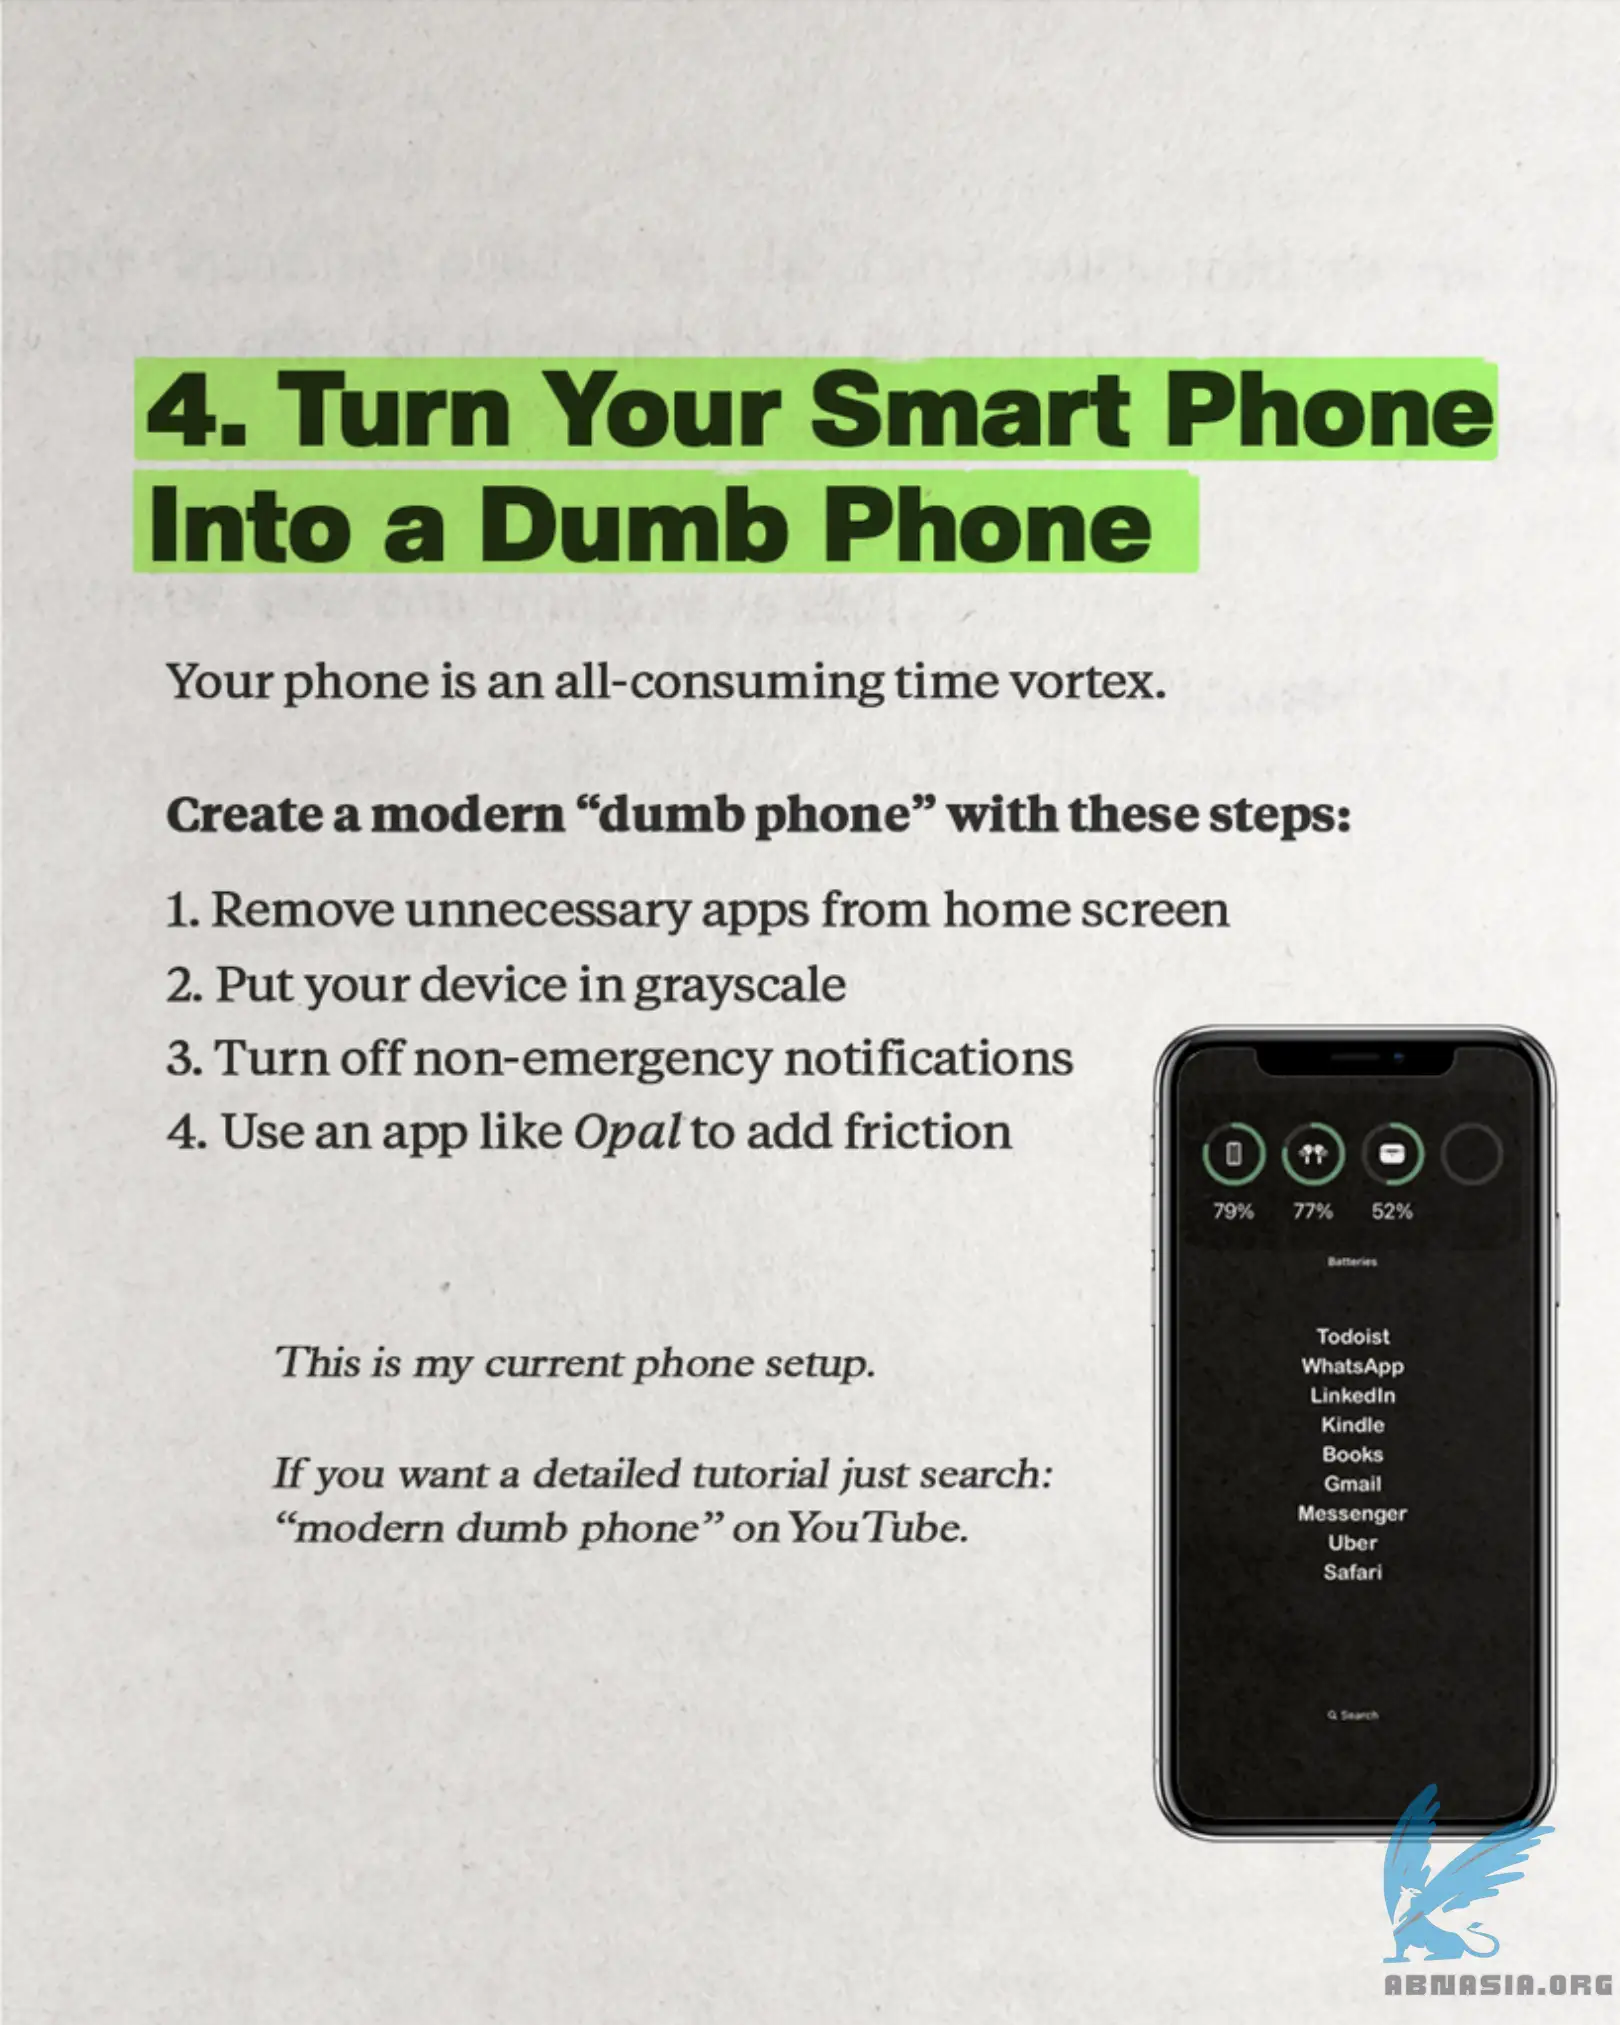 4. Turn Your Smart Phone
Into a Dumb Phone
Your phone is an all-consuming time vortex.
Create a modern “dumb phone” with these steps:
1. Remove unnecessary apps from home screen
2. Put your device in grayscale
3. Turn off non-emergency notifications
4. Use an app like Opal to add friction
This is my current phone setup.
If you want a detailed tutorial just search:
“modern dumb phone” on YouTube.
79% 77% 52%
Batteries
Todoist
WhatsApp
LinkedIn
Kindle
Books
Gmail
Messenger
Uber
Safari
Search
ABNASIA.ORG